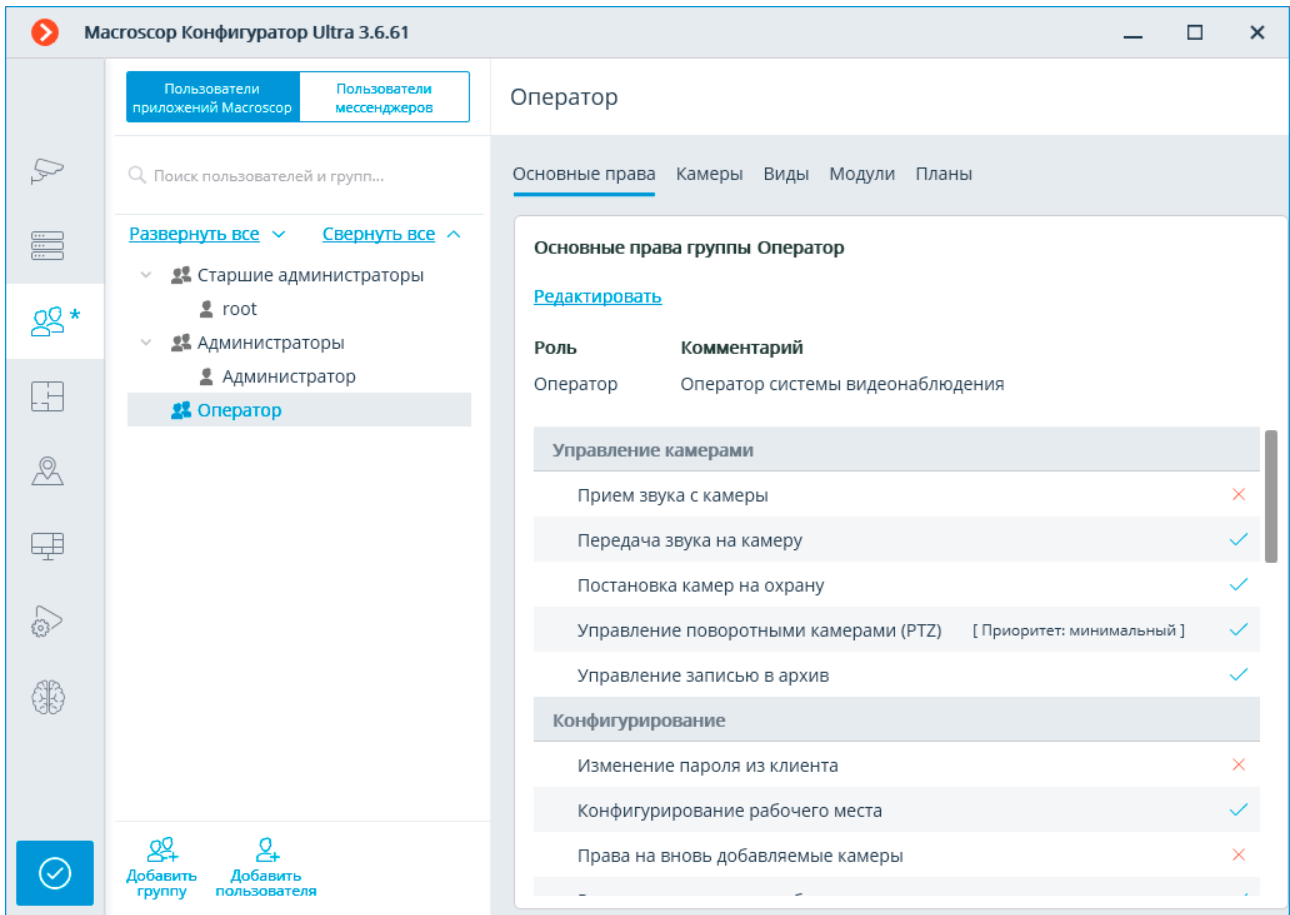 Macroscop Конфигуратор Ultra 3.6.61
Пользователи
приложений Macroscop
Пользователи
мессенджеров
Поиск пользователей и групп...
Развернуть все
Свернуть все
Старшие администраторы
root
Администраторы
Администратор
Оператор
Добавить
группу
Добавить
пользователя
Оператор
Основные права Камеры Виды Модули Планы
Основные права группы Оператор
Редактировать
Роль Комментарий
Оператор Оператор системы видеонаблюдения
Управление камерами
Прием звука с камеры
Передача звука на камеру
Постановка камер на охрану
Управление поворотными камерами (PTZ) [ Приоритет: минимальный ]
Управление записью в архив
Конфигурирование
Изменение пароля из клиента
Конфигурирование рабочего места
Права на вновь добавляемые камеры